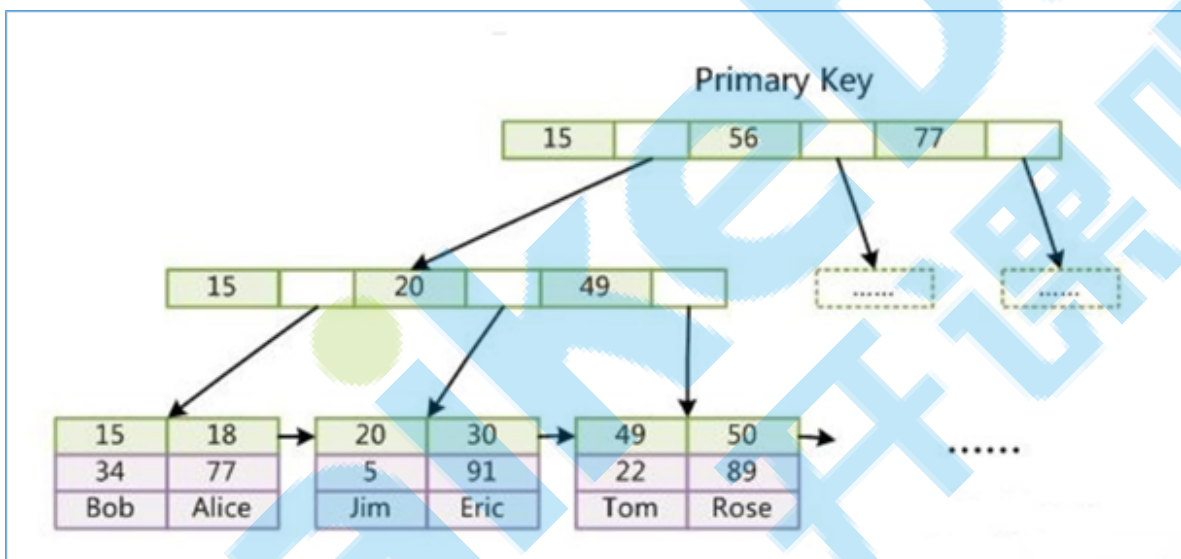 Primary Key
15 56 77
15 20 49
...... ......
15 18 20 30 49 50
34 77 5 91 22 89
Bob Alice Jim Eric Tom Rose
......